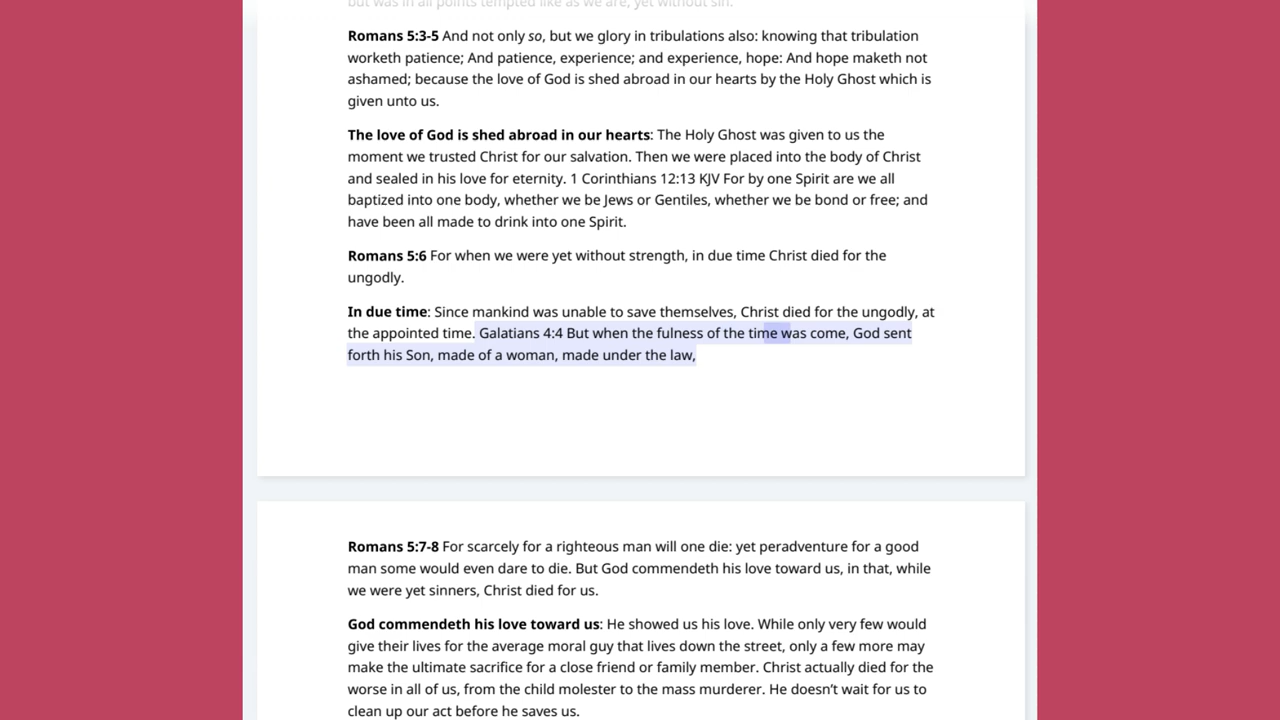 but was in all points tempted like as we are, yet without sin.
Romans 5:3-5 And not only so, but we glory in tribulations also: knowing that tribulation
worketh patience; And patience, experience; and experience, hope: And hope maketh not
ashamed; because the love of God is shed abroad in our hearts by the Holy Ghost which is
given unto us.
The love of God is shed abroad in our hearts: The Holy Ghost was given to us the
moment we trusted Christ for our salvation. Then we were placed into the body of Christ
and sealed in his love for eternity. 1 Corinthians 12:13 KJV For by one Spirit are we all
baptized into one body, whether we be Jews or Gentiles, whether we be bond or free; and
have been all made to drink into one Spirit.
Romans 5:6 For when we were yet without strength, in due time Christ died for the
ungodly.
In due time: Since mankind was unable to save themselves, Christ died for the ungodly, at
the appointed time. Galatians 4:4 But when the fulness of the time was come, God sent
forth his Son, made of a woman, made under the law,
Romans 5:7-8 For scarcely for a righteous man will one die: yet peradventure for a good
man some would even dare to die. But God commendeth his love toward us, in that, while
we were yet sinners, Christ died for us.
God commendeth his love toward us: He showed us his love. While only very few would
give their lives for the average moral guy that lives down the street, only a few more may
make the ultimate sacrifice for a close friend or family member. Christ actually died for the
worse in all of us, from the child molester to the mass murderer. He doesn’t wait for us to
clean up our act before he saves us.